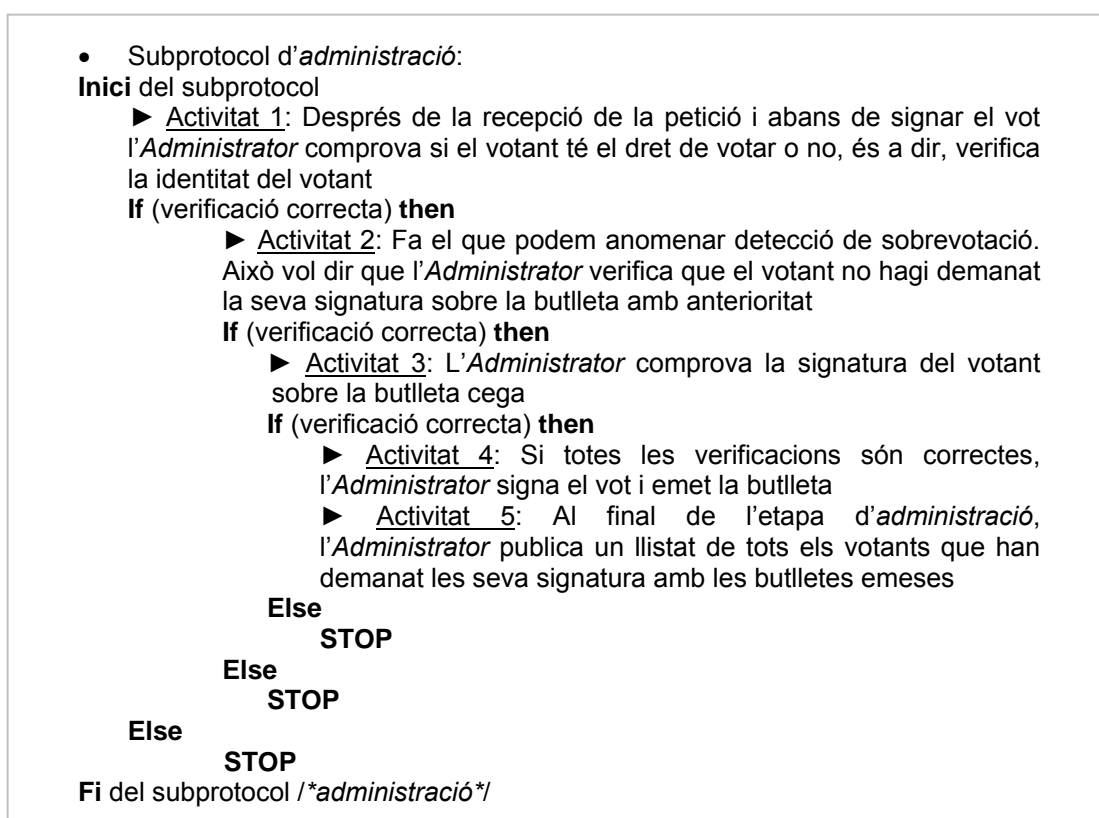 • Subprotocol d'administració:
Inici del subprotocol
► Activitat 1: Després de la recepció de la petició i abans de signar el vot
l'Administrator comprova si el votant té el dret de votar o no, és a dir, verifica
la identitat del votant
If (verificació correcta) then
► Activitat 2: Fa el que podem anomenar detecció de sobrevotació.
Això vol dir que l'Administrator verifica que el votant no hagi demanat
la seva signatura sobre la butlleta amb anterioritat
If (verificació correcta) then
► Activitat 3: L'Administrator comprova la signatura del votant
sobre la butlleta cega
If (verificació correcta) then
► Activitat 4: Si totes les verificacions són correctes,
l'Administrator signa el vot i emet la butlleta
► Activitat 5: Al final de l'etapa d'administració,
l'Administrator publica un llistat de tots els votants que han
demanat les seva signatura amb les butlletes emeses
Else
STOP
Else
STOP
Else
STOP
Fi del subprotocol /*administració*/